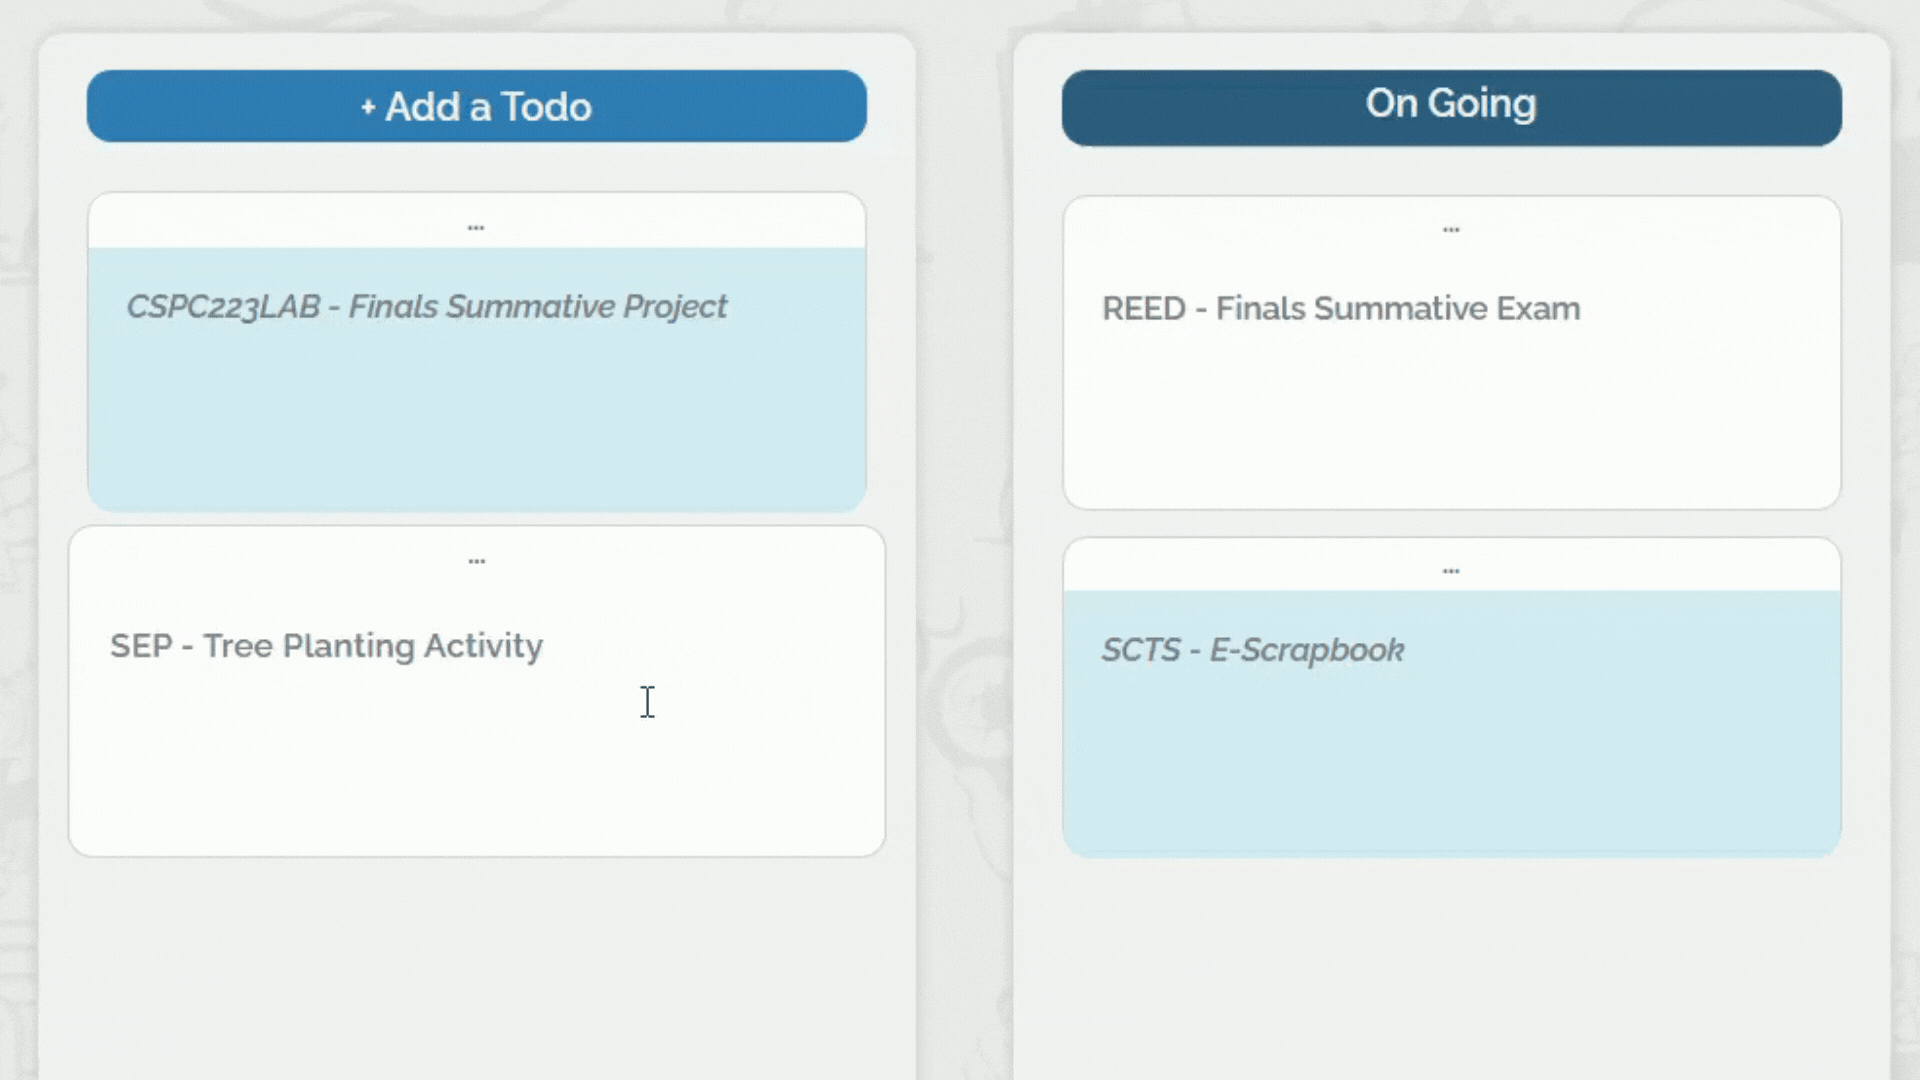 + Add a Todo
...
CSPC223LAB - Finals Summative Project
...
SEP - Tree Planting Activity
On Going
...
REED - Finals Summative Exam
...
SCTS - E-Scrapbook